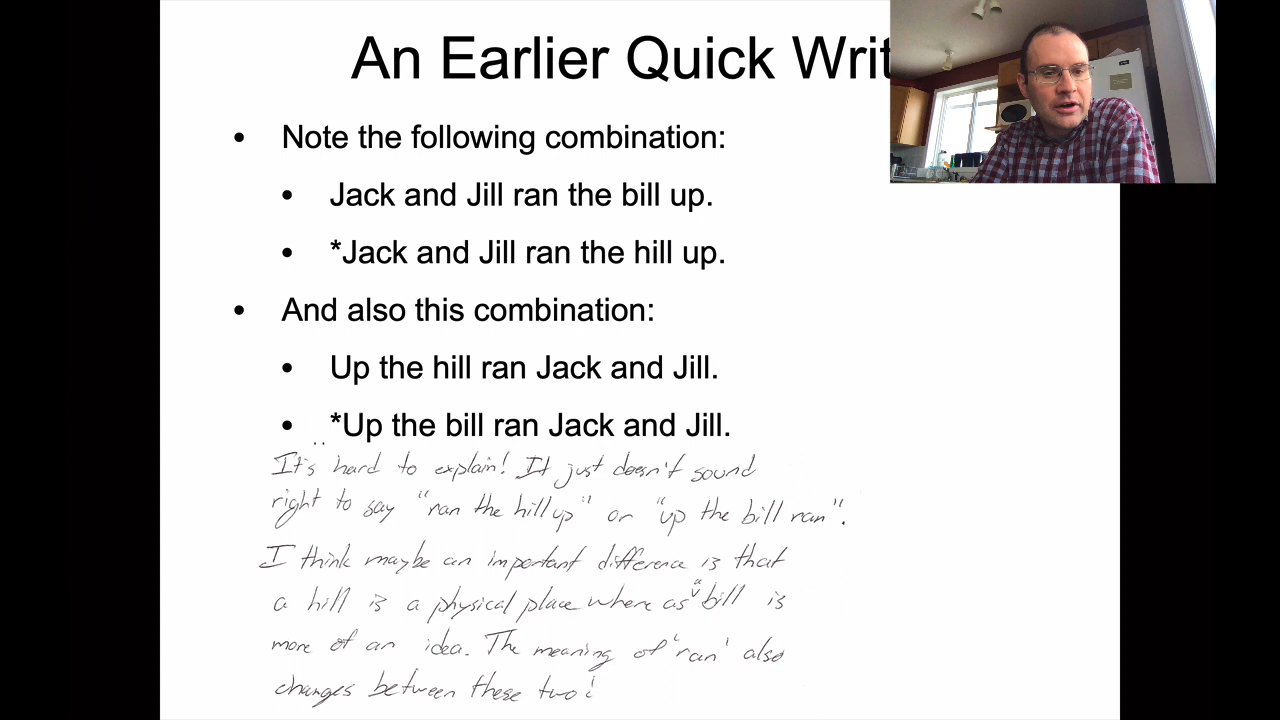 An Earlier Quick Writ
• Note the following combination:
• Jack and Jill ran the bill up.
• *Jack and Jill ran the hill up.
• And also this combination:
• Up the hill ran Jack and Jill.
• *Up the bill ran Jack and Jill.
It's hard to explain! It just doesn't sound
right to say "ran the hill up" or "up the bill ran".
I think maybe an important difference is that
a hill is a physical place where as a bill is
more of an idea. The meaning of 'ran' also
changes between these two!